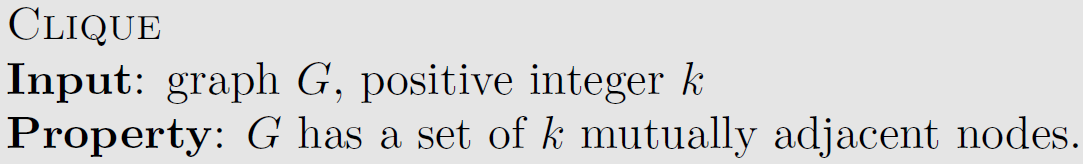 CLIQUE
Input: graph G, positive integer k
Property: G has a set of k mutually adjacent nodes.